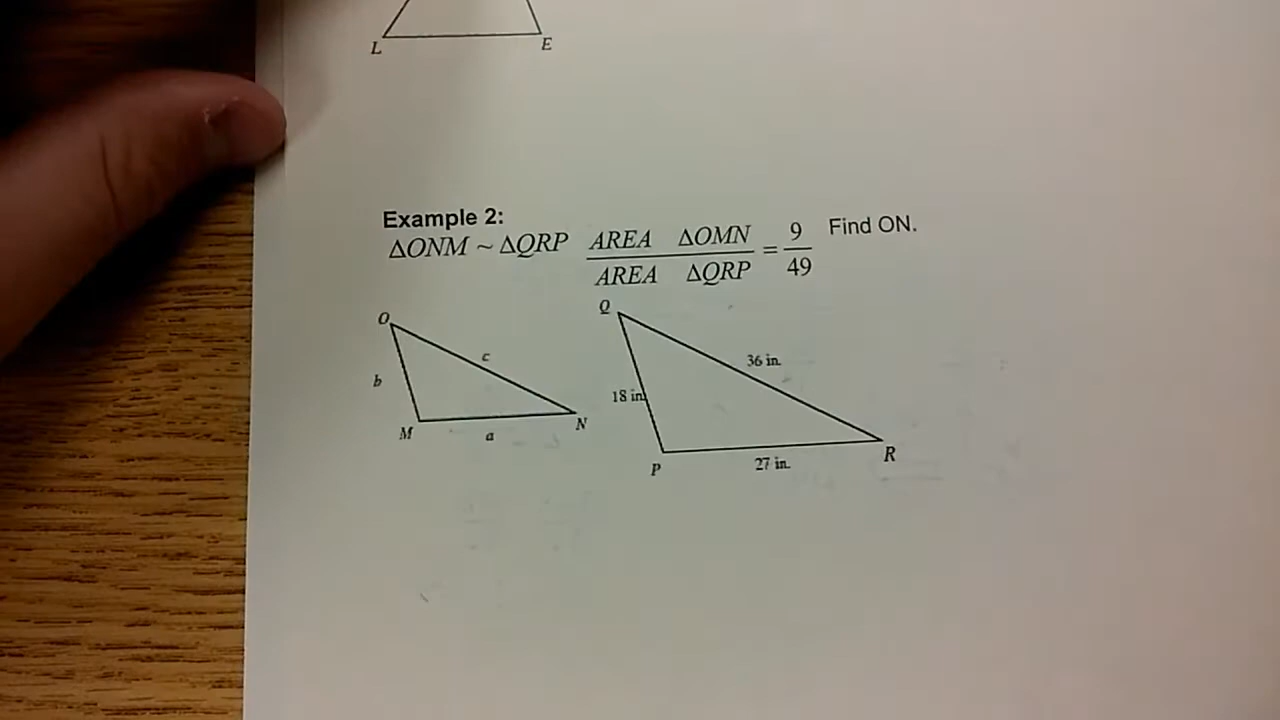 L E
Example 2:
ΔONM ~ ΔQRP AREA ΔOMN / AREA ΔQRP = 9/49 Find ON.
O
Q
c
36 in.
b
18 in.
M
a
N
P
27 in.
R